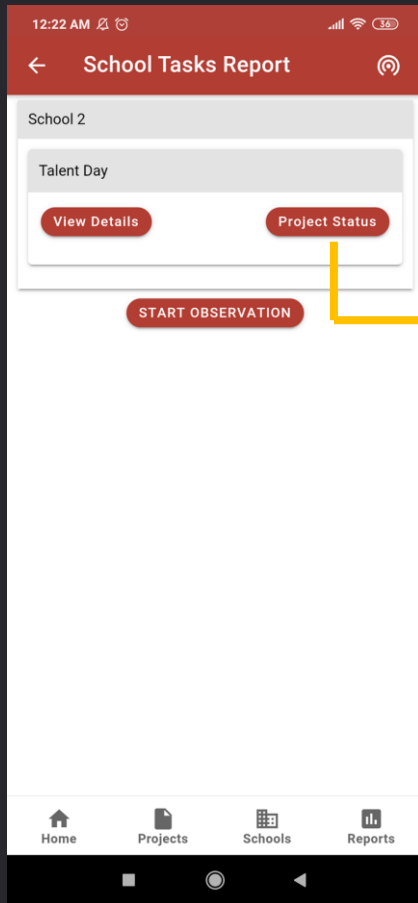 12:22 AM 36
School Tasks Report
School 2
Talent Day
View Details Project Status
START OBSERVATION
Home Projects Schools Reports